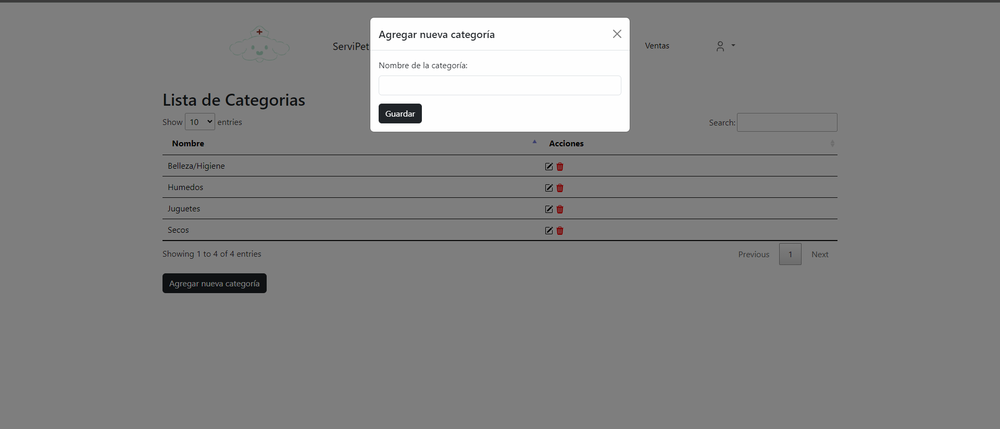 Agregar nueva categoría
ServiPet
Ventas
Nombre de la categoría:
Guardar
Lista de Categorias
Show 10 entries
Search:
Nombre Acciones
Belleza/Higiene
Humedos
Juguetes
Secos
Showing 1 to 4 of 4 entries
Previous 1 Next
Agregar nueva categoría